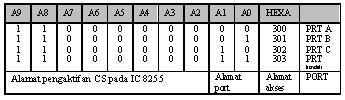 A9 A8 A7 A6 A5 A4 A3 A2 A1 A0 HEXA
1 1 0 0 0 0 0 0 0 0 300 PRT A
1 1 0 0 0 0 0 0 0 1 301 PRT B
1 1 0 0 0 0 0 0 1 0 302 PRT C
1 1 0 0 0 0 0 0 1 1 303 PRT
Alamat pengaktifan CS pada IC 8255 Alamat port Alamat akses PORT